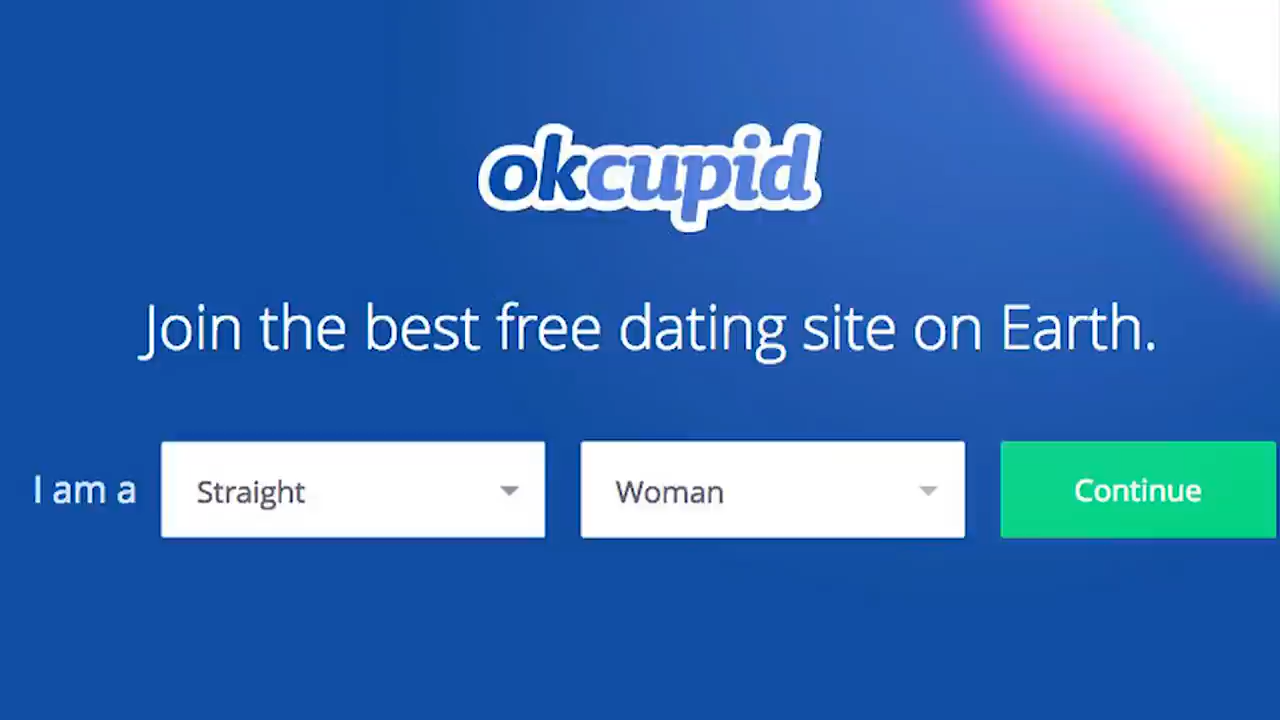 okcupid
Join the best free dating site on Earth.
I am a Straight Woman Continue